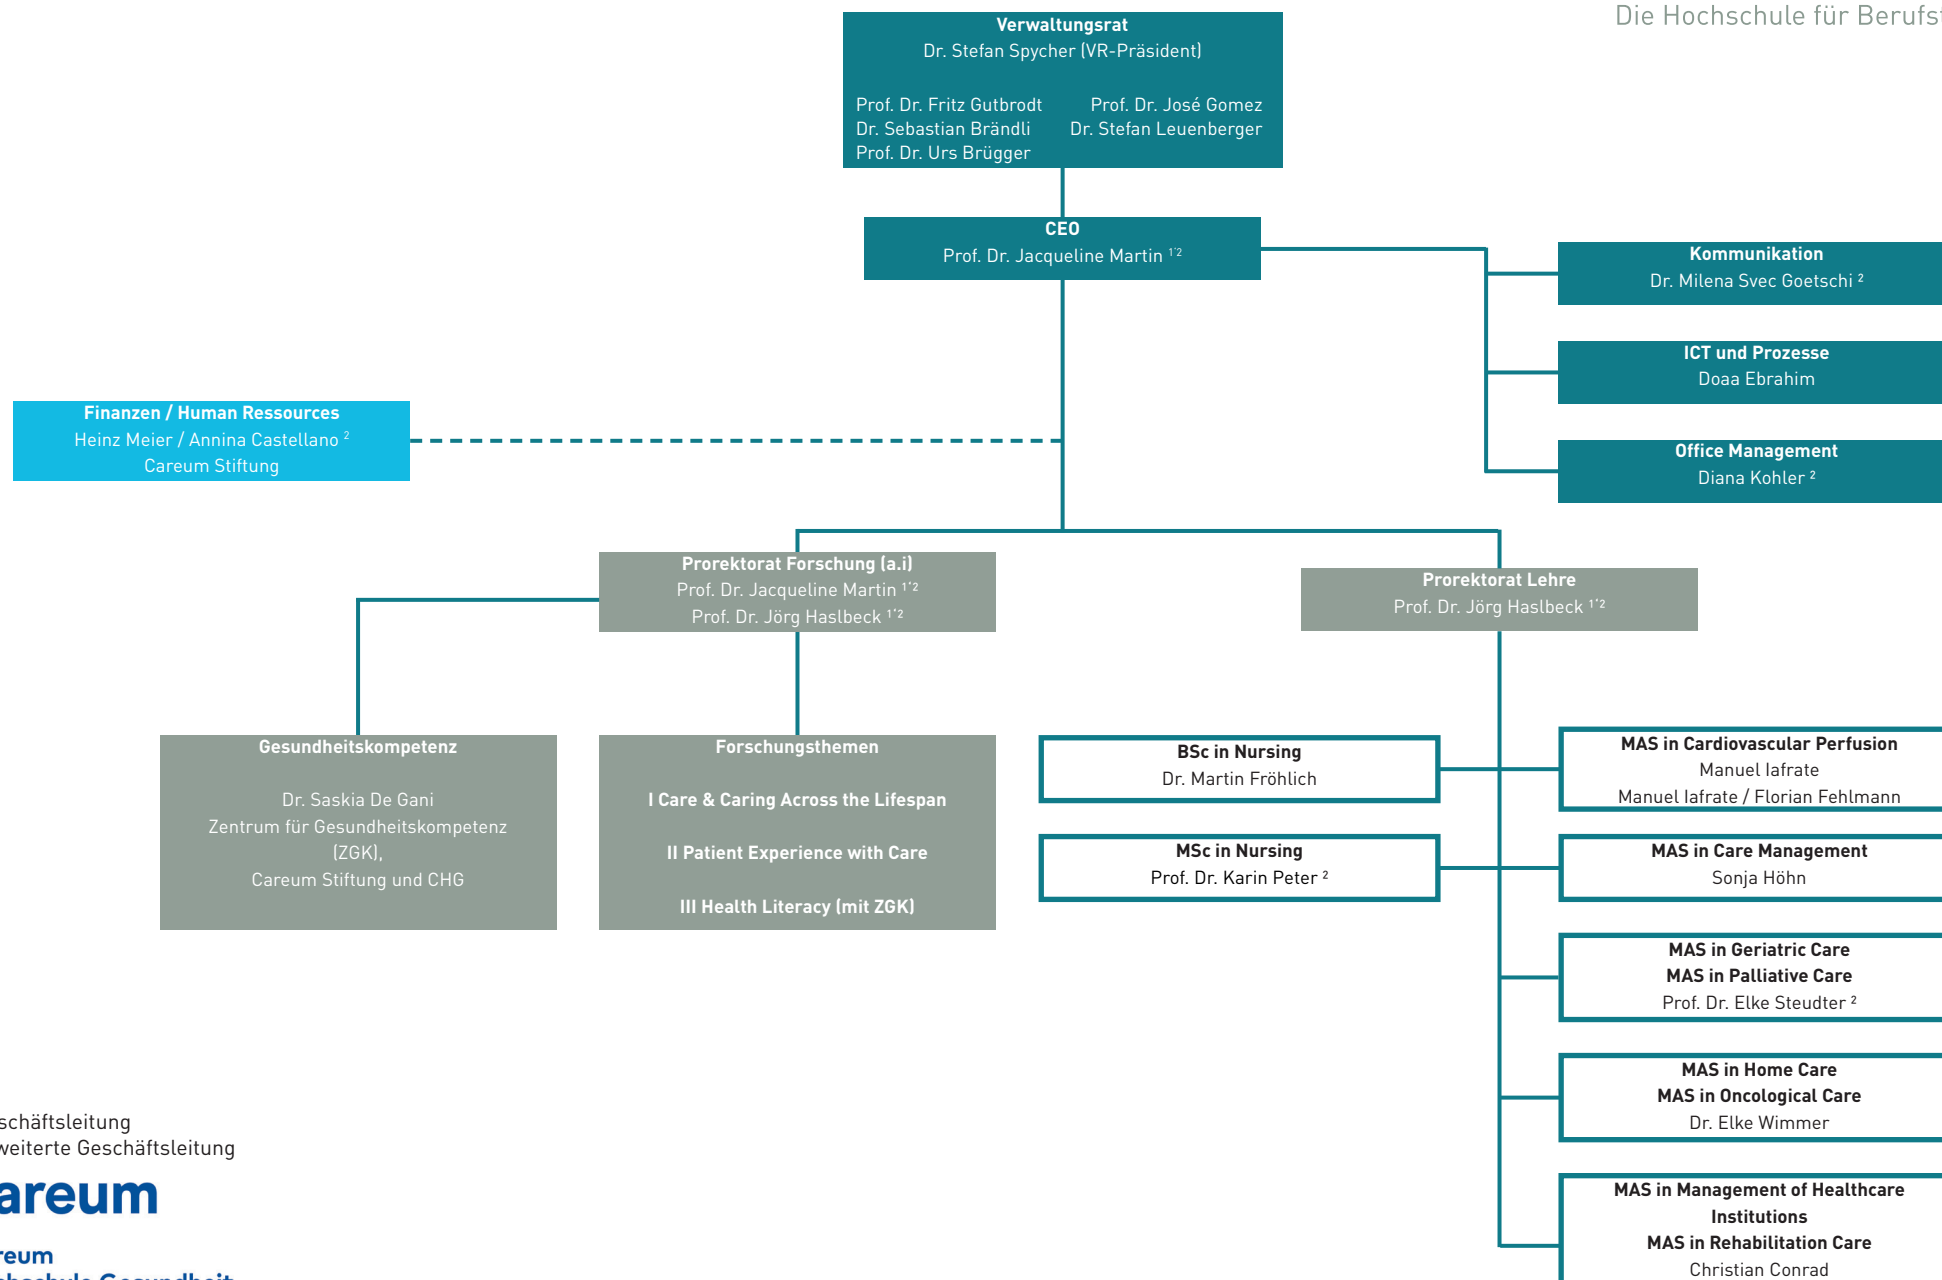 Die Hochschule für
Verwaltungsrat
Dr. Stefan Spycher (VR-Präsident)
Prof. Dr. Fritz Gutbrodt Prof. Dr. José Gomez
Dr. Sebastian Brändli Dr. Stefan Leuenberger
Prof. Dr. Urs Brügger
CEO
Prof. Dr. Jacqueline Martin ¹'²
Kommunikation
Dr. Milena Svec Goetschi ²
ICT und Prozesse
Doaa Ebrahim
Office Management
Diana Kohler ²
Finanzen / Human Ressources
Heinz Meier / Annina Castellano ²
Careum Stiftung
Prorektorat Forschung (a.i)
Prof. Dr. Jacqueline Martin ¹'²
Prof. Dr. Jörg Haslbeck ¹'²
Prorektorat Lehre
Prof. Dr. Jörg Haslbeck ¹'²
Gesundheitskompetenz
Dr. Saskia De Gani
Zentrum für Gesundheitskompetenz
(ZGK),
Careum Stiftung und CHG
Forschungsthemen
I Care & Caring Across the Lifespan
II Patient Experience with Care
III Health Literacy (mit ZGK)
BSc in Nursing
Dr. Martin Fröhlich
MSc in Nursing
Prof. Dr. Karin Peter ²
MAS in Cardiovascular Perfusion
Manuel Iafrate
Manuel Iafrate / Florian Fehlmann
MAS in Care Management
Sonja Höhn
MAS in Geriatric Care
MAS in Palliative Care
Prof. Dr. Elke Steudter ²
MAS in Home Care
MAS in Oncological Care
Dr. Elke Wimmer
MAS in Management of Healthcare
Institutions
MAS in Rehabilitation Care
Christian Conrad
schäftsleitung
weiterte Geschäftsleitung
areum
reum